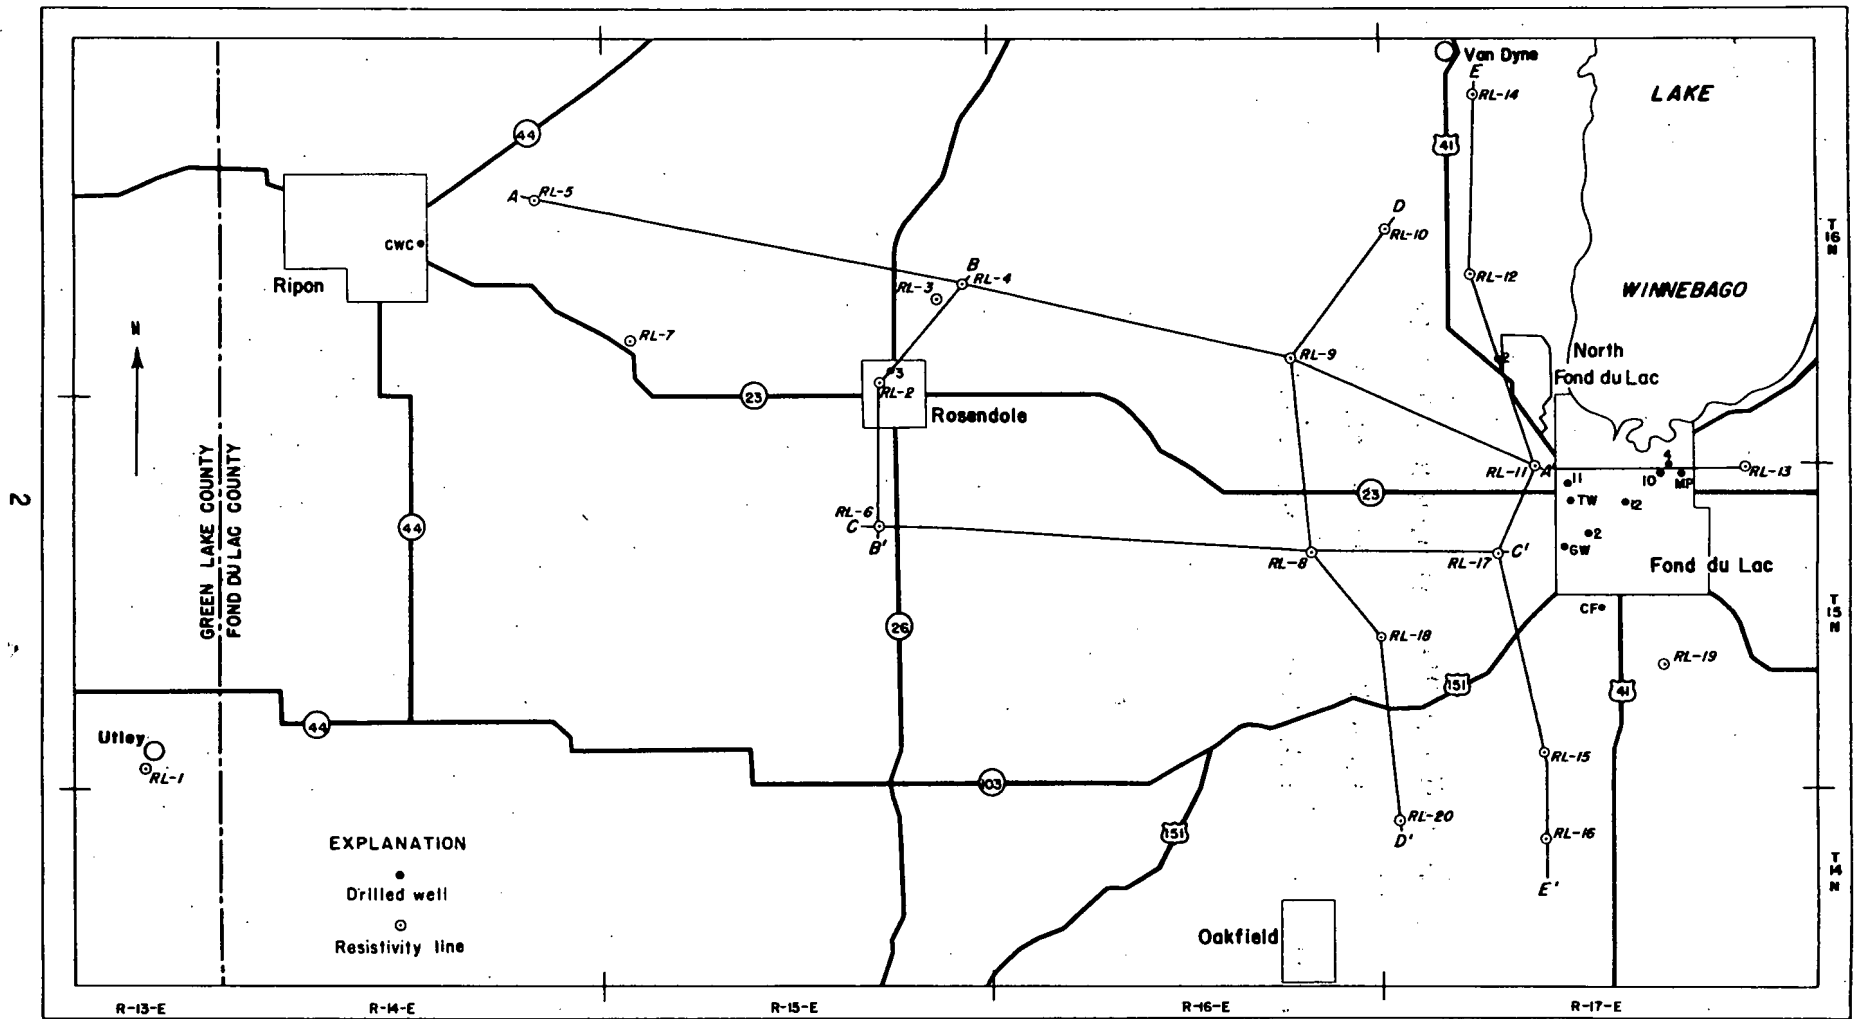 Van Dyne
E
RL-14
LAKE
44
41
A
RL-5
D
RL-10
T
16
N
CWC
B
RL-4
RL-3
RL-12
WINNEBAGO
Ripon
N
RL-7
RL-9
2
North
Fond du Lac
3
RL-2
23
Rosendale
GREEN LAKE COUNTY
FOND DU LAC COUNTY
RL-11
A'
4
10
MP
RL-13
11
TW
12
23
RL-6
C
B'
44
2
GW
RL-8
RL-17
C'
Fond du Lac
2
CF
T
15
N
26
RL-18
RL-19
151
41
44
Utley
RL-1
RL-15
103
RL-20
D'
RL-16
151
E'
T
14
N
EXPLANATION
Drilled well
Resistivity line
Oakfield
R-13-E
R-14-E
R-15-E
R-16-E
R-17-E